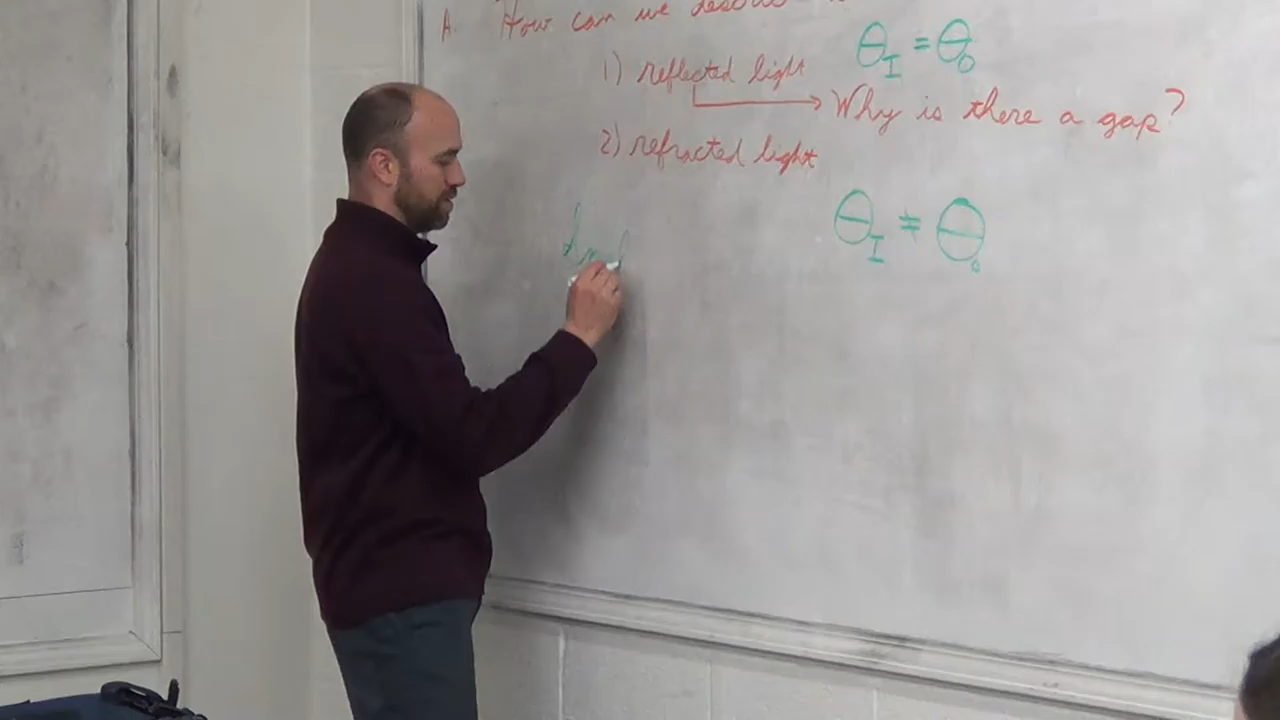 A. How can we
1) reflected light θI = θo
Why is there a gap?
2) refracted light
θI ≠ θo